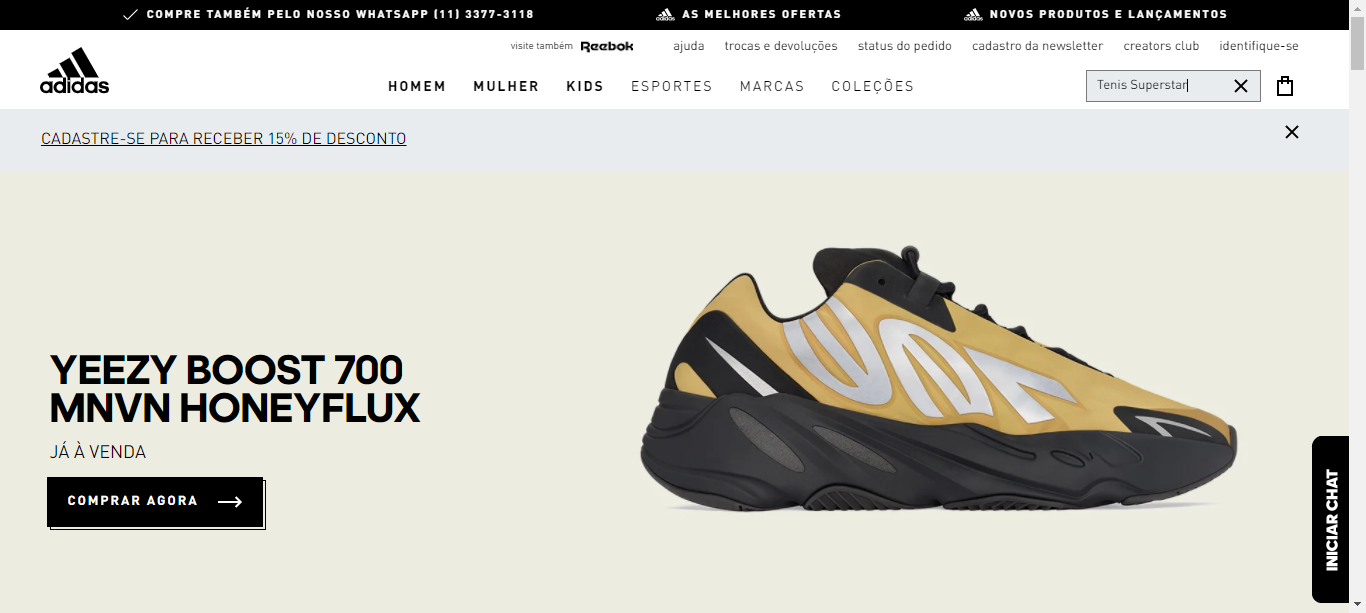 COMPRE TAMBÉM PELO NOSSO WHATSAPP (11) 3377-3118
AS MELHORES OFERTAS
NOVOS PRODUTOS E LANÇAMENTOS
visite também Reebok
ajuda
trocas e devoluções
status do pedido
cadastro da newsletter
creators club
identifique-se
adidas
HOMEM
MULHER
KIDS
ESPORTES
MARCAS
COLEÇÕES
Tenis Superstar
CADASTRE-SE PARA RECEBER 15% DE DESCONTO
YEEZY BOOST 700
MNVN HONEYFLUX
JÁ À VENDA
COMPRAR AGORA
INICIAR CHAT